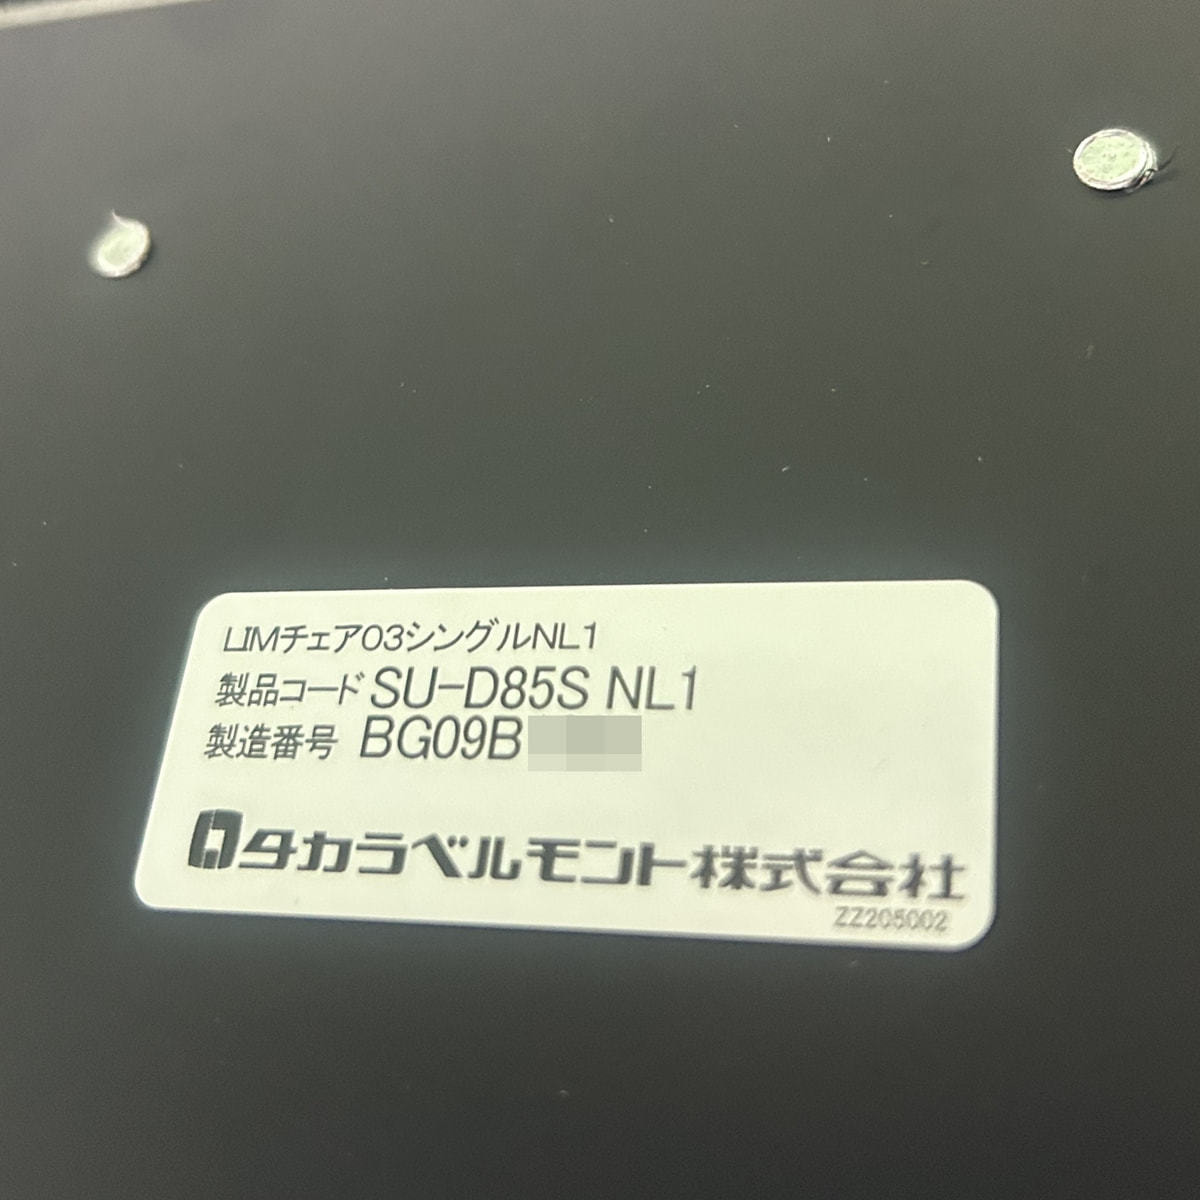 LIMチェア03シングルNL1
製品コード SU-D85S NL1
製造番号 BG09B
タカラベルモント株式会社
ZZ205002